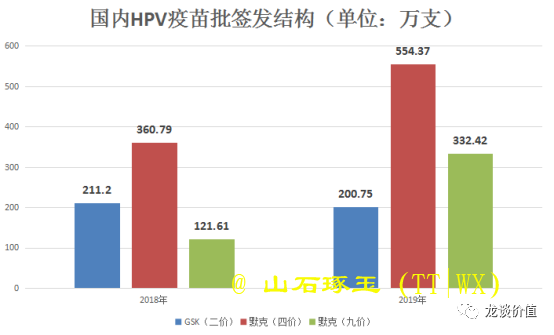 国内HPV疫苗批签发结构（单位：万支）
600
500
400
300
200
100
0
211.2
360.79
121.61
200.75
554.37
332.42
2018年
2019年
GSK（二价） 默克（四价） 默克（九价）
@ 山石琢玉 (TT|WX)
龙谈价值